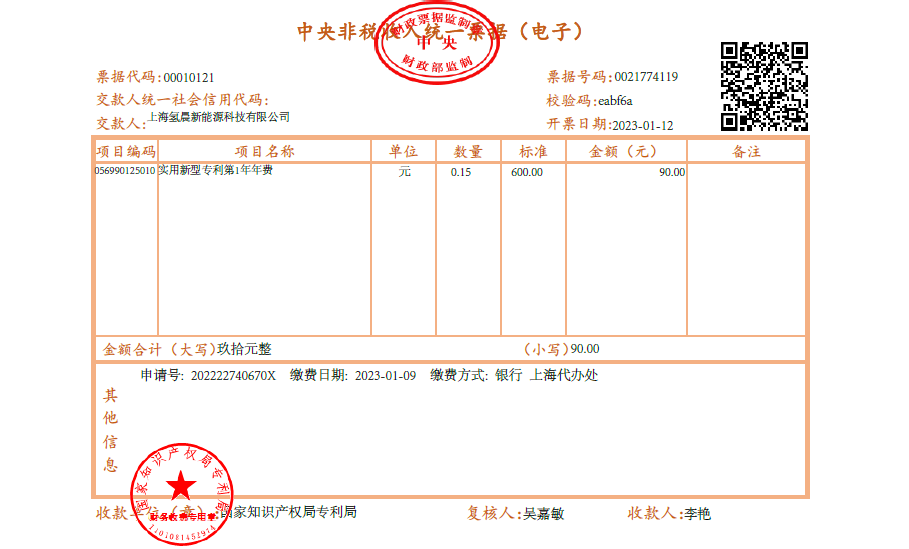 中央非税收入统一票据（电子）
财政票据监制章
中央
财政部监制
票据代码：00010121
票据号码：0021774119
交款人统一社会信用代码：
校验码：eabf6a
交款人：上海氢晨新能源科技有限公司
开票日期：2023-01-12
项目编码 项目名称 单位 数量 标准 金额（元） 备注
056990125010 实用新型专利第1年年费 元 0.15 600.00 90.00
金额合计（大写）玖拾元整 （小写）90.00
申请号: 202222740670X 缴费日期: 2023-01-09 缴费方式: 银行 上海代办处
其他信息
国家知识产权局专利局
财务收费专用章
收款单位（章）：国家知识产权局专利局 复核人：吴嘉敏 收款人：李艳